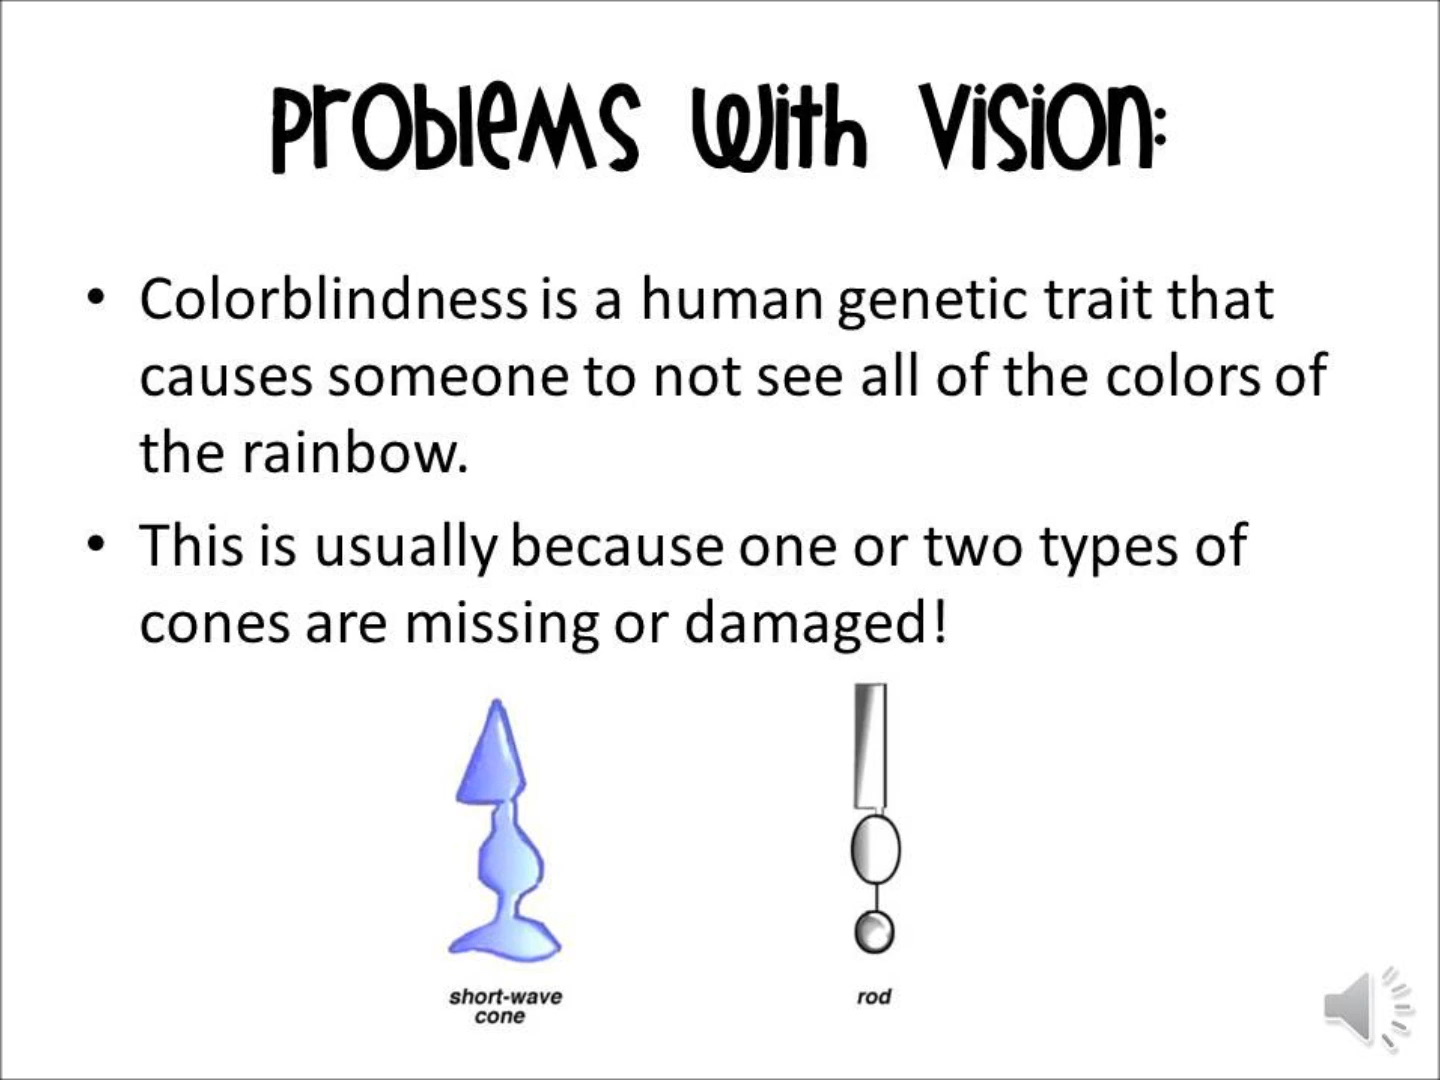 Problems with Vision:
• Colorblindness is a human genetic trait that
causes someone to not see all of the colors of
the rainbow.
• This is usually because one or two types of
cones are missing or damaged!
short-wave
cone
rod